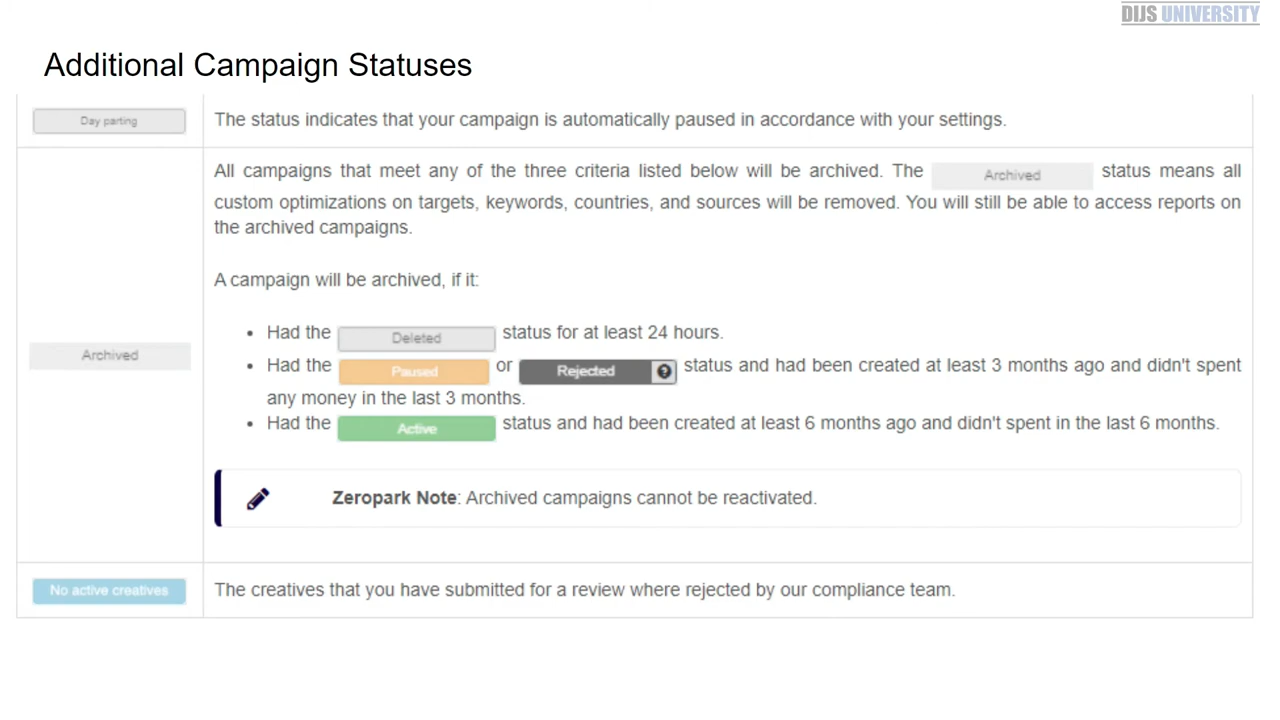 DIJS UNIVERSITY
Additional Campaign Statuses
Day parting
The status indicates that your campaign is automatically paused in accordance with your settings.
All campaigns that meet any of the three criteria listed below will be archived. The Archived status means all
custom optimizations on targets, keywords, countries, and sources will be removed. You will still be able to access reports on
the archived campaigns.
A campaign will be archived, if it:
• Had the Deleted status for at least 24 hours.
Archived
• Had the Paused or Rejected ? status and had been created at least 3 months ago and didn't spent
any money in the last 3 months.
• Had the Active status and had been created at least 6 months ago and didn't spent in the last 6 months.
Zeropark Note: Archived campaigns cannot be reactivated.
No active creatives
The creatives that you have submitted for a review where rejected by our compliance team.